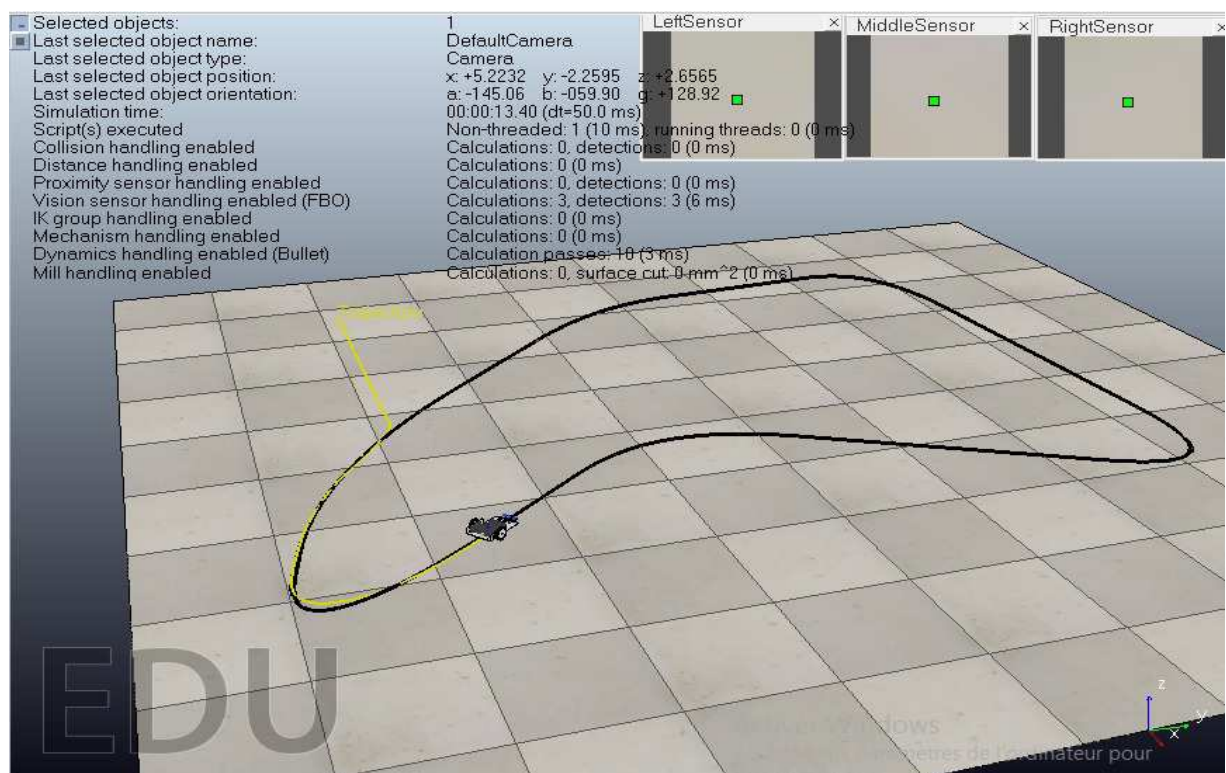 Selected objects: 1
Last selected object name: DefaultCamera
Last selected object type: Camera
Last selected object position: x: +5.2232 y: -2.2595 z: +2.6565
Last selected object orientation: a: -145.06 b: -059.90 g: +128.92
Simulation time: 00:00:13.40 (dt=50.0 ms)
Script(s) executed Non-threaded: 1 (10 ms), running threads: 0 (0 ms)
Collision handling enabled Calculations: 0, detections: 0 (0 ms)
Distance handling enabled Calculations: 0 (0 ms)
Proximity sensor handling enabled Calculations: 0, detections: 0 (0 ms)
Vision sensor handling enabled (FBO) Calculations: 3, detections: 3 (6 ms)
IK group handling enabled Calculations: 0 (0 ms)
Mechanism handling enabled Calculations: 0 (0 ms)
Dynamics handling enabled (Bullet) Calculation passes: 10 (3 ms)
Mill handling enabled Calculations: 0, surface cut: 0 mm^2 (0 ms)
LeftSensor
MiddleSensor
RightSensor
EDU
z
y
x
Windows
de l'ordinateur pour